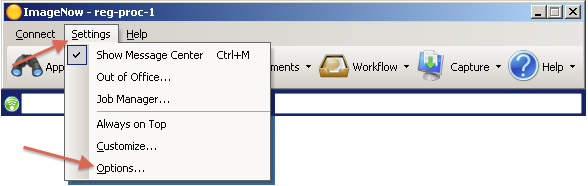 ImageNow - reg-proc-1
Connect Settings Help
App ments Workflow Capture Help
Show Message Center Ctrl+M
Out of Office...
Job Manager...
Always on Top
Customize...
Options...